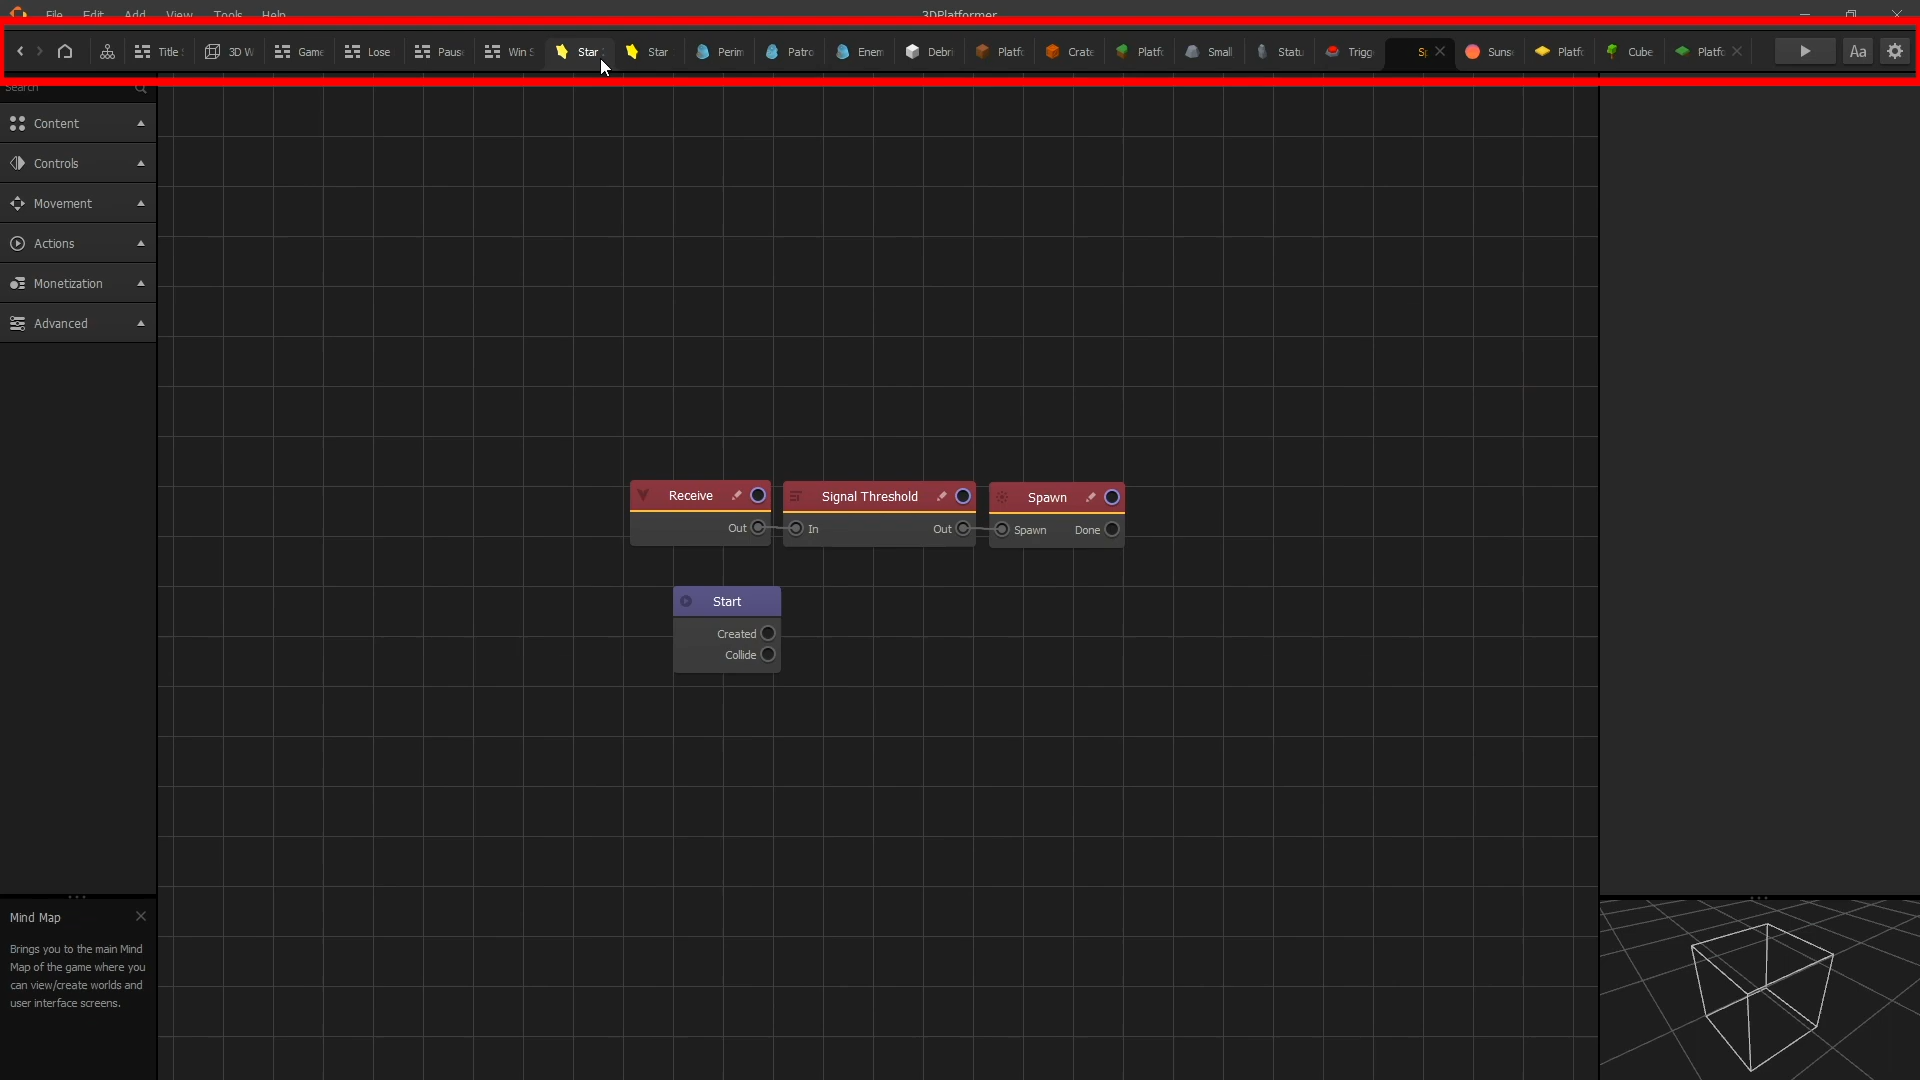 File Edit Add View Tools Help 3DPlatformer
Title 3D W Game Lose Paus Win S Star Star Perim Patro Enem Debri Platfo Crate Platfo Small Statu Trigge Sp Sunse Platfo Cube Platfo Aa
Search
Content
Controls
Movement
Actions
Monetization
Advanced
Receive Signal Threshold Spawn
Out In Out Spawn Done
Start
Created
Collide
Mind Map
Brings you to the main Mind
Map of the game where you
can view/create worlds and
user interface screens.